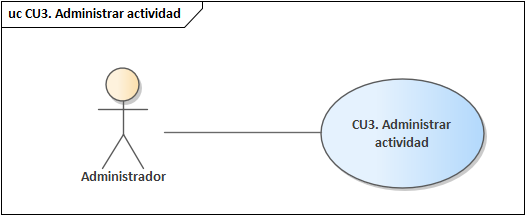 uc CU3. Administrar actividad
Administrador
CU3. Administrar
actividad